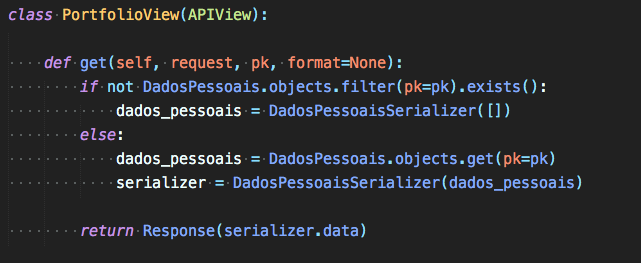 class PortfolioView(APIView):
def get(self, request, pk, format=None):
if not DadosPessoais.objects.filter(pk=pk).exists():
dados_pessoais = DadosPessoaisSerializer([])
else:
dados_pessoais = DadosPessoais.objects.get(pk=pk)
serializer = DadosPessoaisSerializer(dados_pessoais)
return Response(serializer.data)